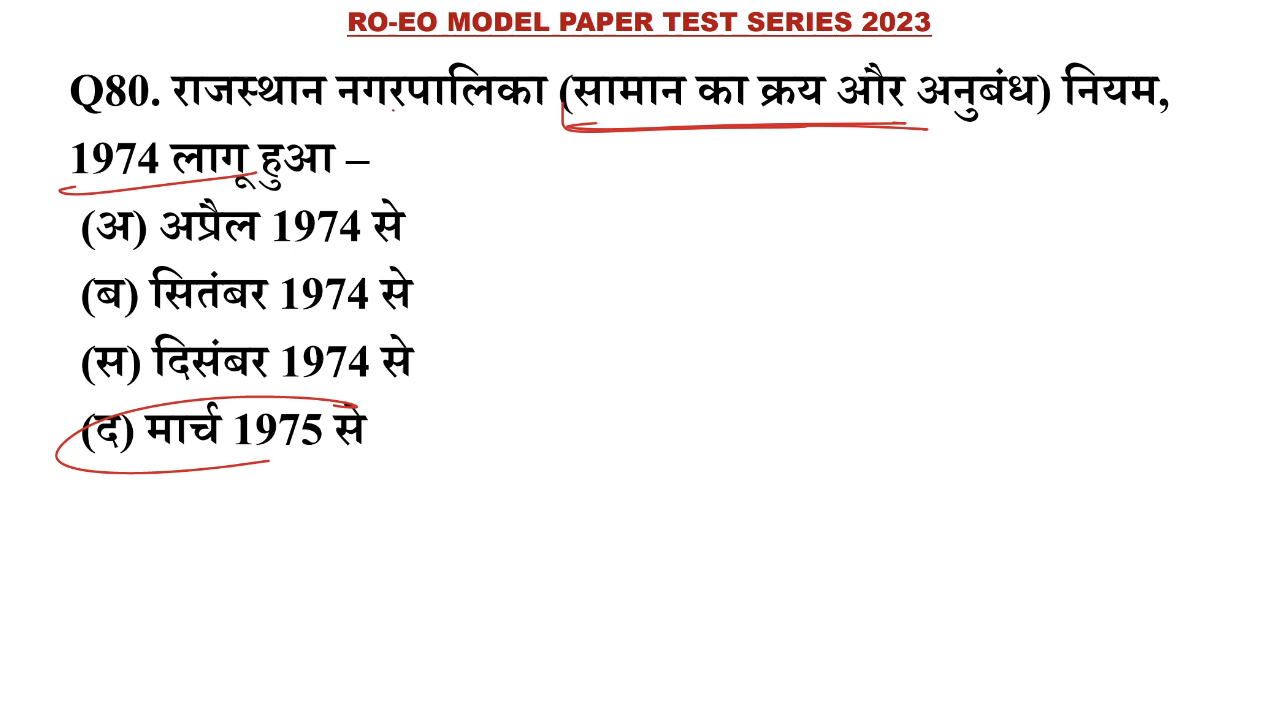 RO-EO MODEL PAPER TEST SERIES 2023
Q80. राजस्थान नगरपालिका (सामान का क्रय और अनुबंध) नियम,
1974 लागू हुआ –
(अ) अप्रैल 1974 से
(ब) सितंबर 1974 से
(स) दिसंबर 1974 से
(द) मार्च 1975 से